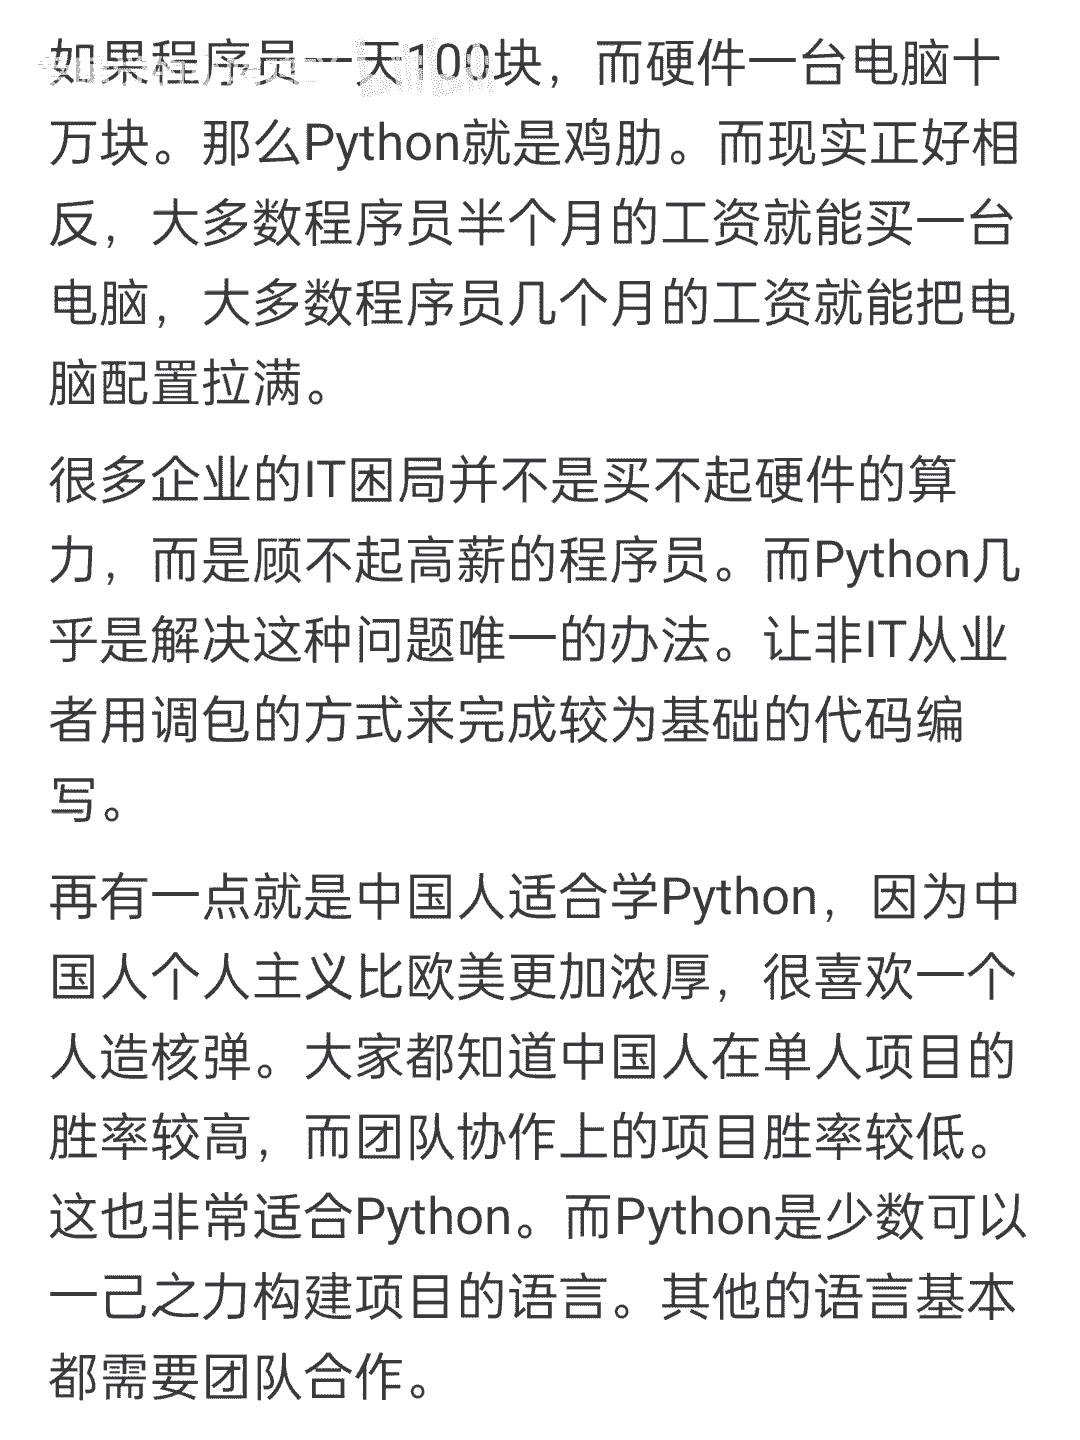 如果程序员一天100块，而硬件一台电脑十
万块。那么Python就是鸡肋。而现实正好相
反，大多数程序员半个月的工资就能买一台
电脑，大多数程序员几个月的工资就能把电
脑配置拉满。
很多企业的IT困局并不是买不起硬件的算
力，而是顾不起高薪的程序员。而Python几
乎是解决这种问题唯一的办法。让非IT从业
者用调包的方式来完成较为基础的代码编
写。
再有一点就是中国人适合学Python，因为中
国人个人主义比欧美更加浓厚，很喜欢一个
人造核弹。大家都知道中国人在单人项目的
胜率较高，而团队协作上的项目胜率较低。
这也非常适合Python。而Python是少数可以
一己之力构建项目的语言。其他的语言基本
都需要团队合作。